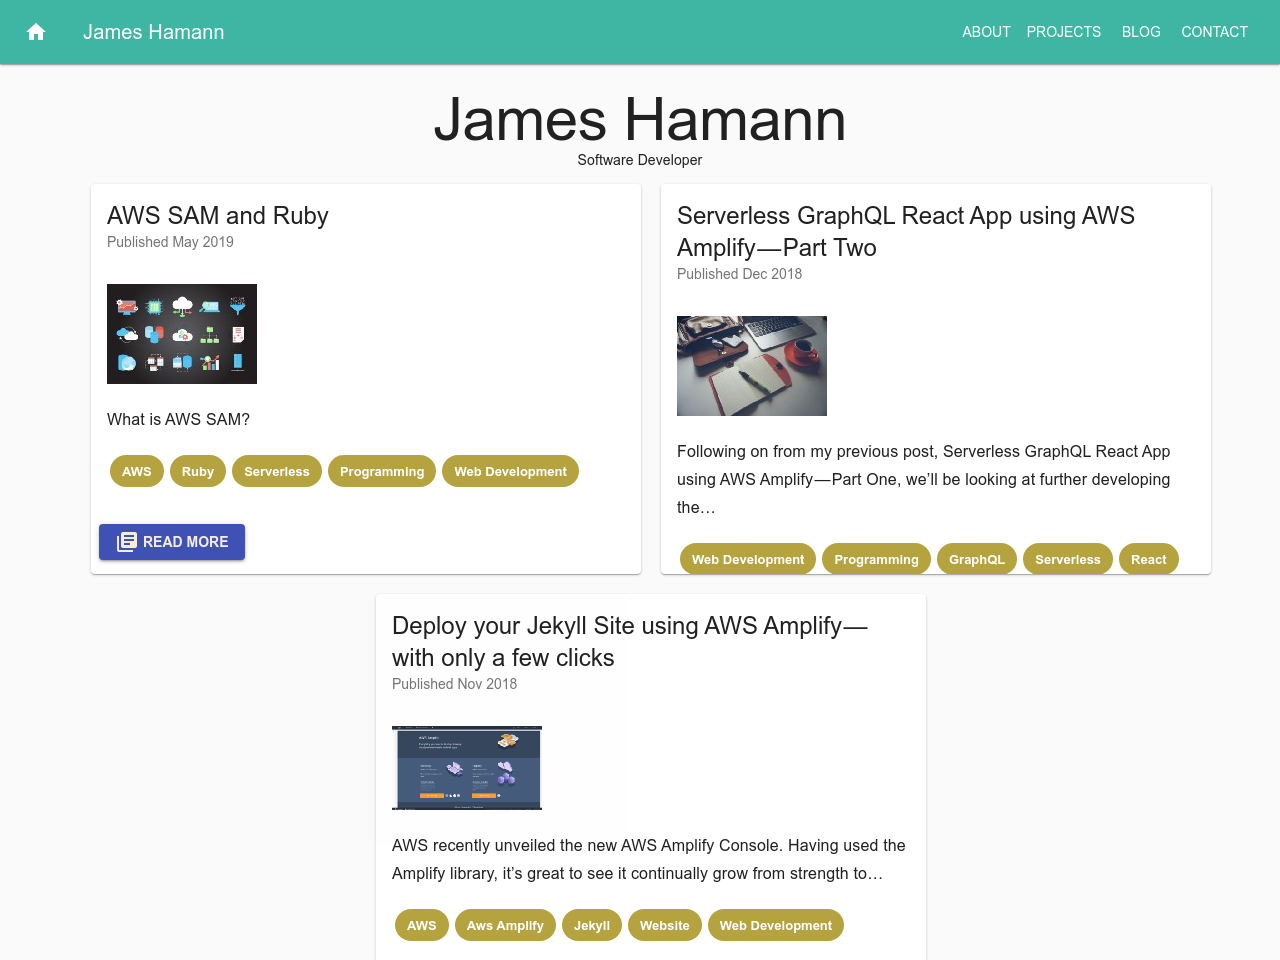 James Hamann
ABOUT PROJECTS BLOG CONTACT
James Hamann
Software Developer
AWS SAM and Ruby
Published May 2019
What is AWS SAM?
AWS Ruby Serverless Programming Web Development
READ MORE
Serverless GraphQL React App using AWS
Amplify — Part Two
Published Dec 2018
Following on from my previous post, Serverless GraphQL React App
using AWS Amplify — Part One, we’ll be looking at further developing
the…
Web Development Programming GraphQL Serverless React
Deploy your Jekyll Site using AWS Amplify —
with only a few clicks
Published Nov 2018
AWS Amplify
AWS recently unveiled the new AWS Amplify Console. Having used the
Amplify library, it’s great to see it continually grow from strength to…
AWS Aws Amplify Jekyll Website Web Development